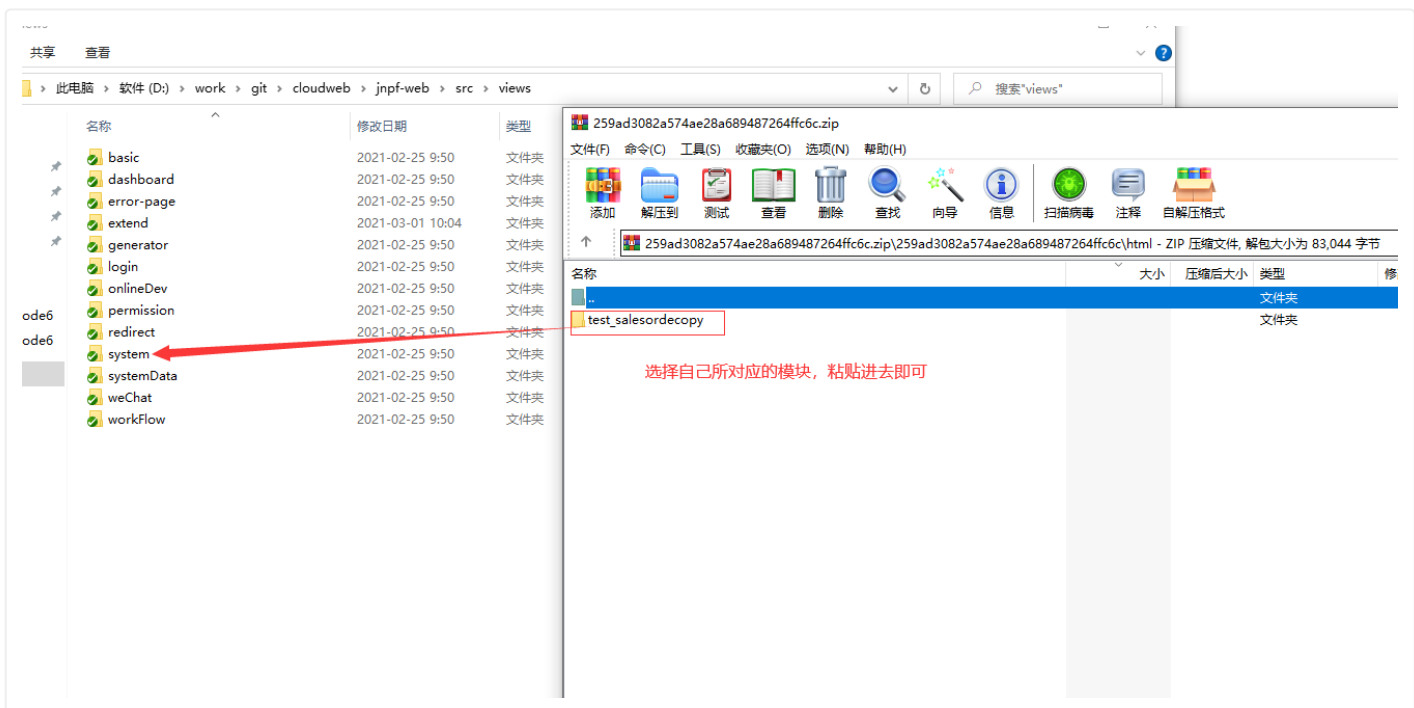 共享 查看
此电脑 › 软件 (D:) › work › git › cloudweb › jnpf-web › src › views
搜索"views"
名称 修改日期 类型
basic 2021-02-25 9:50 文件夹
dashboard 2021-02-25 9:50 文件夹
error-page 2021-02-25 9:50 文件夹
extend 2021-03-01 10:04 文件夹
generator 2021-02-25 9:50 文件夹
login 2021-02-25 9:50 文件夹
onlineDev 2021-02-25 9:50 文件夹
permission 2021-02-25 9:50 文件夹
redirect 2021-02-25 9:50 文件夹
system 2021-02-25 9:50 文件夹
systemData 2021-02-25 9:50 文件夹
weChat 2021-02-25 9:50 文件夹
workFlow 2021-02-25 9:50 文件夹
ode6
ode6
259ad3082a574ae28a689487264ffc6c.zip
文件(F) 命令(C) 工具(S) 收藏夹(O) 选项(N) 帮助(H)
添加 解压到 测试 查看 删除 查找 向导 信息 扫描病毒 注释 自解压格式
259ad3082a574ae28a689487264ffc6c.zip\259ad3082a574ae28a689487264ffc6c\html - ZIP 压缩文件, 解包大小为 83,044 字节
名称 大小 压缩后大小 类型 修
.. 文件夹
test_salesordecopy 文件夹
选择自己所对应的模块，粘贴进去即可